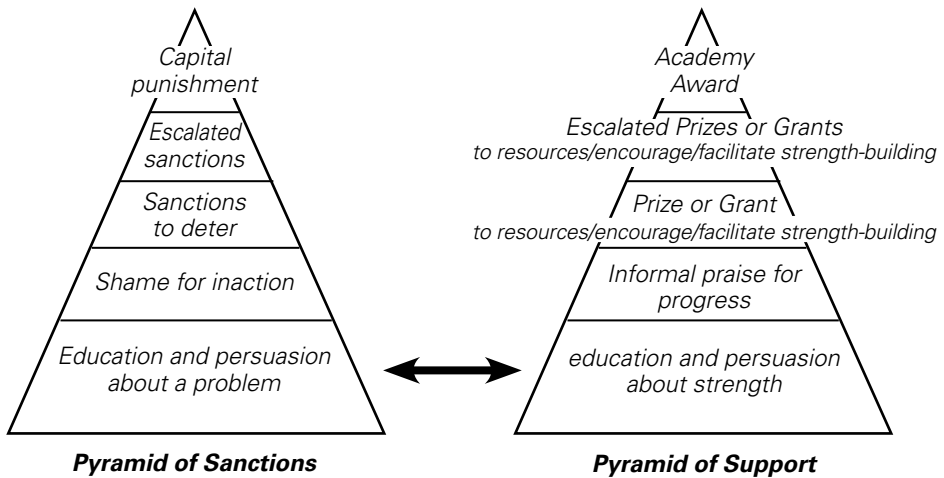 Capital
punishment
Escalated
sanctions
Sanctions
to deter
Shame for inaction
Education and persuasion
about a problem
Pyramid of Sanctions
Academy
Award
Escalated Prizes or Grants
to resources/encourage/facilitate strength-building
Prize or Grant
to resources/encourage/facilitate strength-building
Informal praise for
progress
education and persuasion
about strength
Pyramid of Support